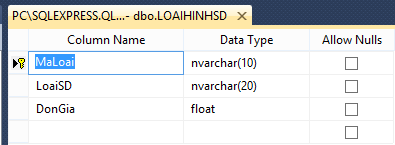 PC\SQLEXPRESS.QL...- dbo.LOAIHINHSD
Column Name Data Type Allow Nulls
MaLoai nvarchar(10)
LoaiSD nvarchar(20)
DonGia float